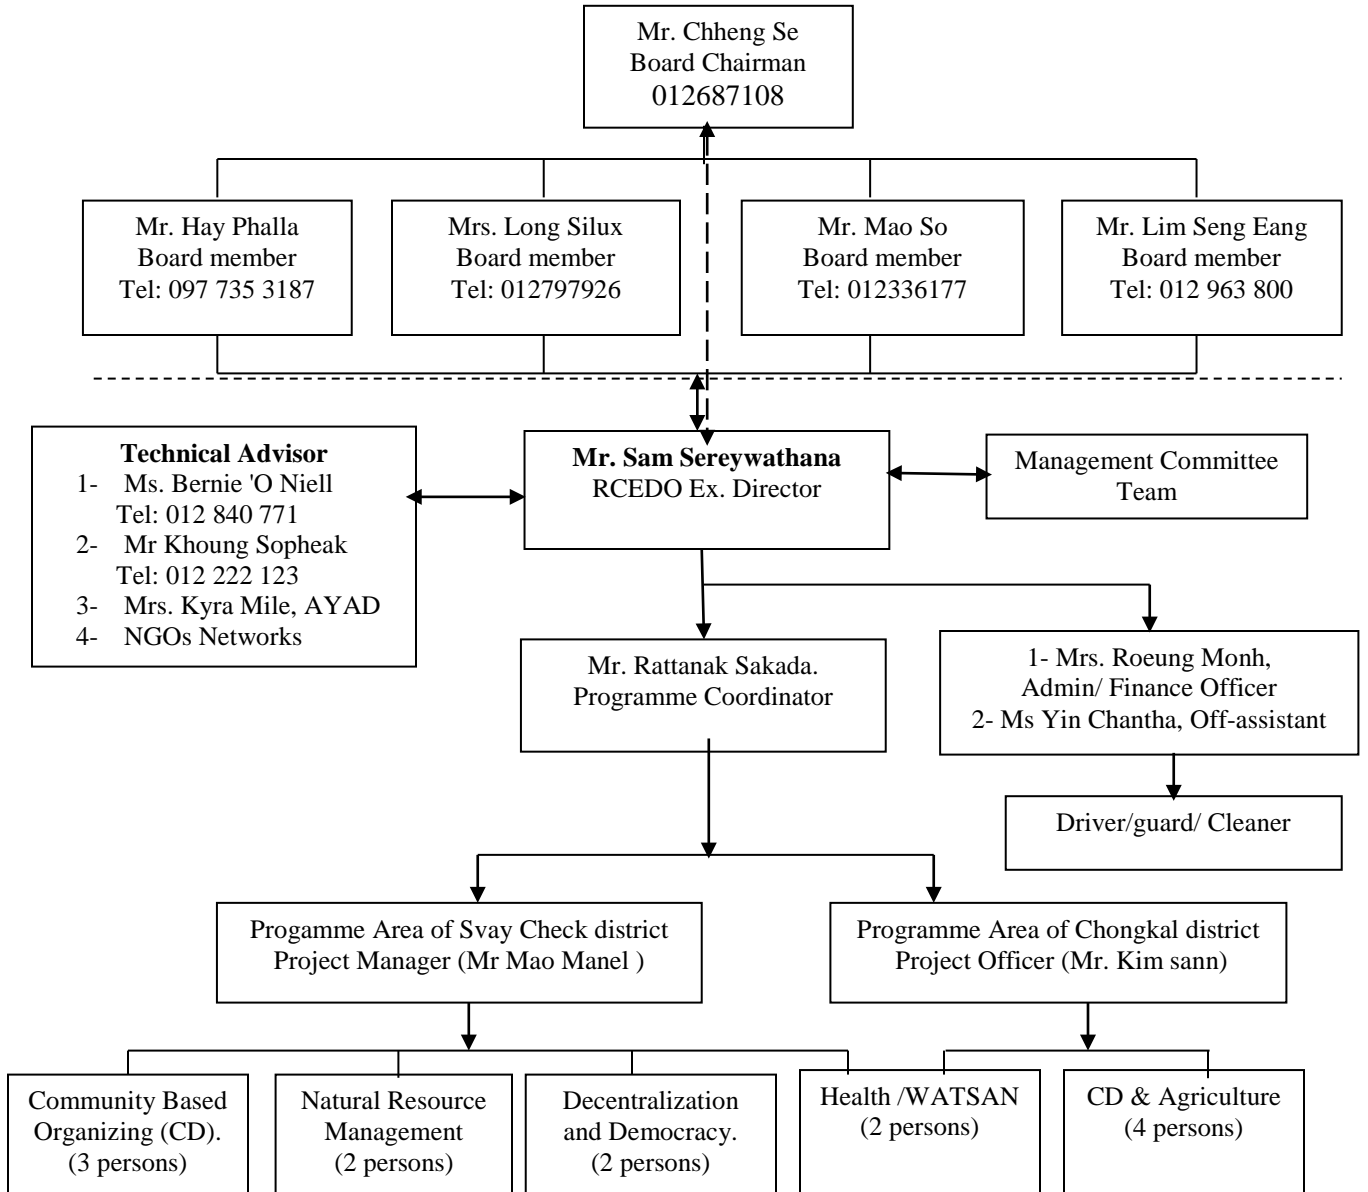 Mr. Chheng Se
Board Chairman
012687108
Mr. Hay Phalla
Board member
Tel: 097 735 3187
Mrs. Long Silux
Board member
Tel: 012797926
Mr. Mao So
Board member
Tel: 012336177
Mr. Lim Seng Eang
Board member
Tel: 012 963 800
Technical Advisor
1- Ms. Bernie 'O Niell
Tel: 012 840 771
2- Mr Khoung Sopheak
Tel: 012 222 123
3- Mrs. Kyra Mile, AYAD
4- NGOs Networks
Mr. Sam Sereywathana
RCEDO Ex. Director
Management Committee
Team
Mr. Rattanak Sakada.
Programme Coordinator
1- Mrs. Roeung Monh,
Admin/ Finance Officer
2- Ms Yin Chantha, Off-assistant
Driver/guard/ Cleaner
Progamme Area of Svay Check district
Project Manager (Mr Mao Manel )
Programme Area of Chongkal district
Project Officer (Mr. Kim sann)
Community Based
Organizing (CD).
(3 persons)
Natural Resource
Management
(2 persons)
Decentralization
and Democracy.
(2 persons)
Health /WATSAN
(2 persons)
CD & Agriculture
(4 persons)